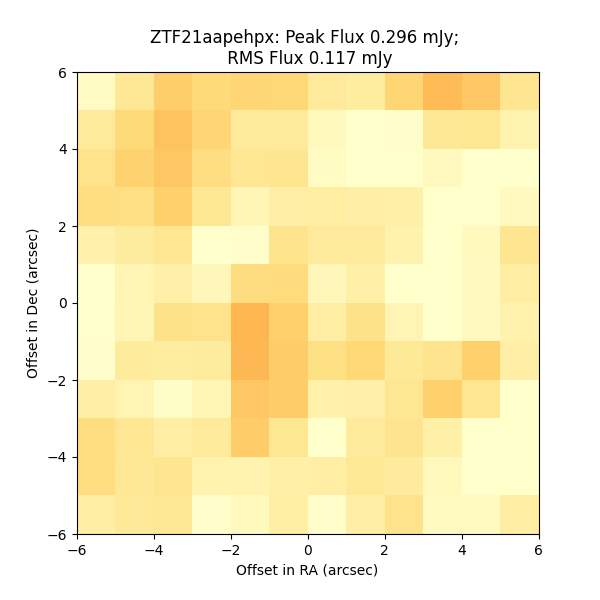 ZTF21aapehpx: Peak Flux 0.296 mJy;
RMS Flux 0.117 mJy
6
4
2
0
−2
−4
−6
Offset in Dec (arcsec)
−6 −4 −2 0 2 4 6
Offset in RA (arcsec)